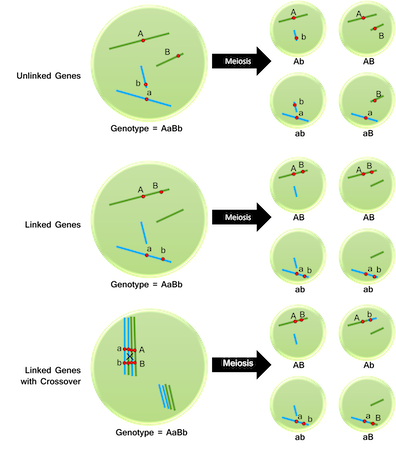 A
B
b
a
Unlinked Genes
Genotype = AaBb
Meiosis
A
b
Ab
A
B
AB
b
a
ab
B
a
aB
A B
a b
Linked Genes
Genotype = AaBb
Meiosis
A B
AB
A B
AB
a b
ab
a b
ab
a A
b B
Linked Genes
with Crossover
Genotype = AaBb
Meiosis
A B
AB
A b
Ab
a b
ab
a B
aB